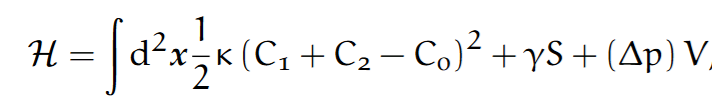 ℋ = ∫ d²x ½ κ (C₁ + C₂ − C₀)² + γS + (Δp) V,